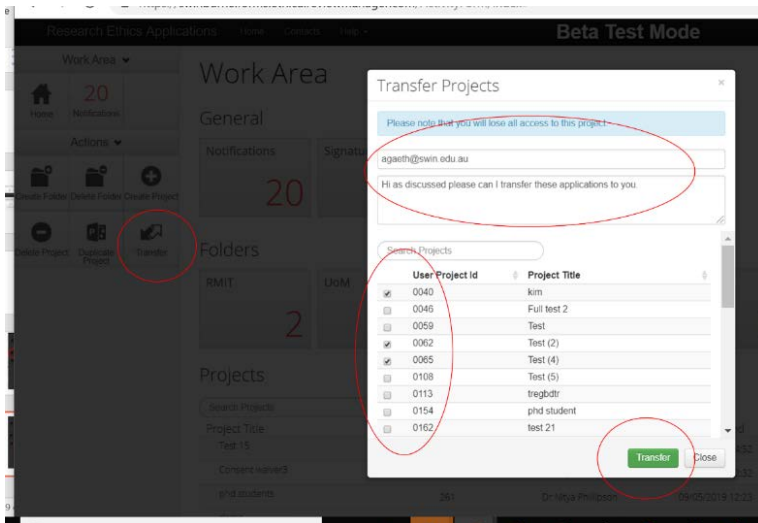 Research Ethics Applications
Home
Contacts
Help
Beta Test Mode
Work Area
Home
20
Notifications
Actions
Create Folder
Delete Folder
Create Project
Delete Project
Duplicate Project
Transfer
Work Area
General
Notifications
20
Folders
RMIT
2
UoM
Projects
Search Projects
Project Title
Test 15
phd students
261
Dr Nitya Phillipson
09/05/2019 12:23
Transfer Projects
×
Please note that you will lose all access to this project
agaeth@swin.edu.au
Hi as discussed please can I transfer these applications to you.
Search Projects
User Project Id Project Title
0040 kim
0046 Full test 2
0059 Test
0062 Test (2)
0065 Test (4)
0108 Test (5)
0113 tregbdtr
0154 phd student
0162 test 21
Transfer
Close